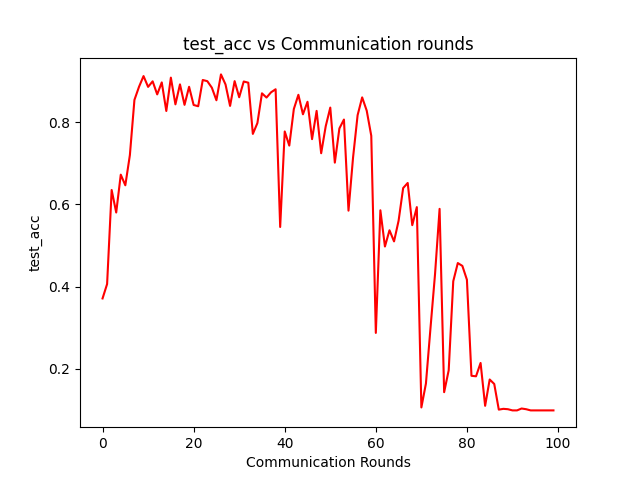 test_acc vs Communication rounds
test_acc
0.8
0.6
0.4
0.2
0 20 40 60 80 100
Communication Rounds